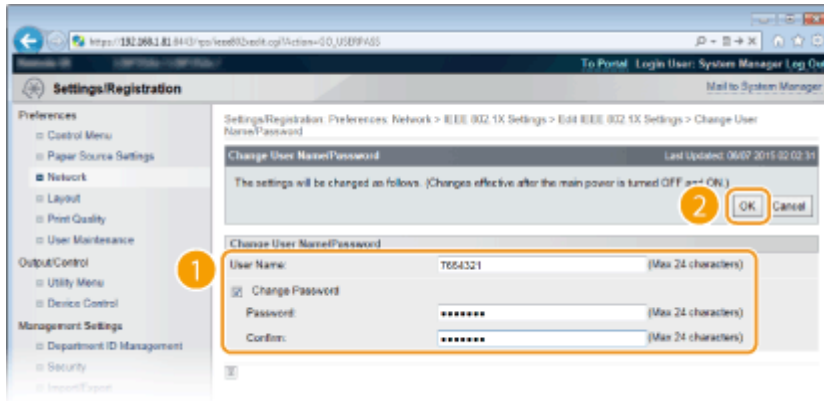 https://192.168.1.81:8443/rps/ieee802xedit.cgi?Action=GO_USERPASS
To Portal Login User: System Manager Log Out
Settings/Registration
Mail to System Manager
Preferences
Control Menu
Paper Source Settings
Network
Layout
Print Quality
User Maintenance
Output/Control
Utility Menu
Device Control
Management Settings
Department ID Management
Security
Import/Export
Settings/Registration: Preferences: Network > IEEE 802.1X Settings > Edit IEEE 802.1X Settings > Change User
Name/Password
Change User Name/Password
Last Updated: 06/07 2015 02:02:31
The settings will be changed as follows. (Changes effective after the main power is turned OFF and ON.)
2
OK
Cancel
Change User Name/Password
1
User Name:
7654321
(Max 24 characters)
Change Password
Password:
•••••••
(Max 24 characters)
Confirm:
•••••••
(Max 24 characters)